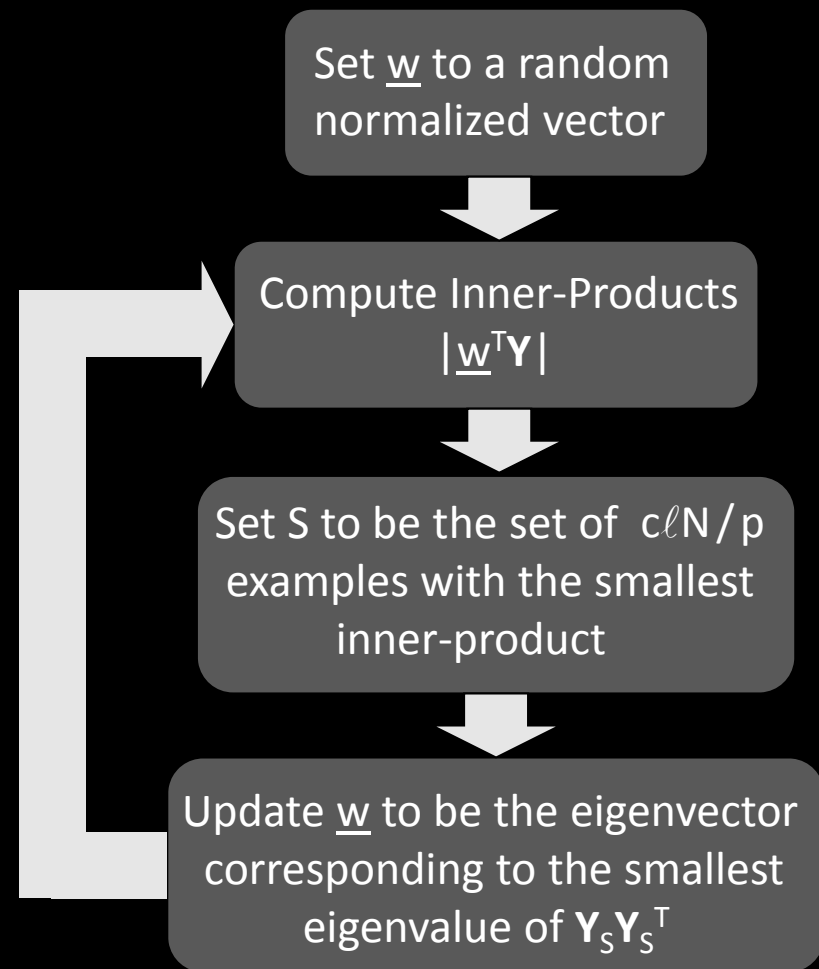 Set w to a random
normalized vector
Compute Inner-Products
|wᵀY|
Set S to be the set of cℓN/p
examples with the smallest
inner-product
Update w to be the eigenvector
corresponding to the smallest
eigenvalue of YₛYₛᵀ